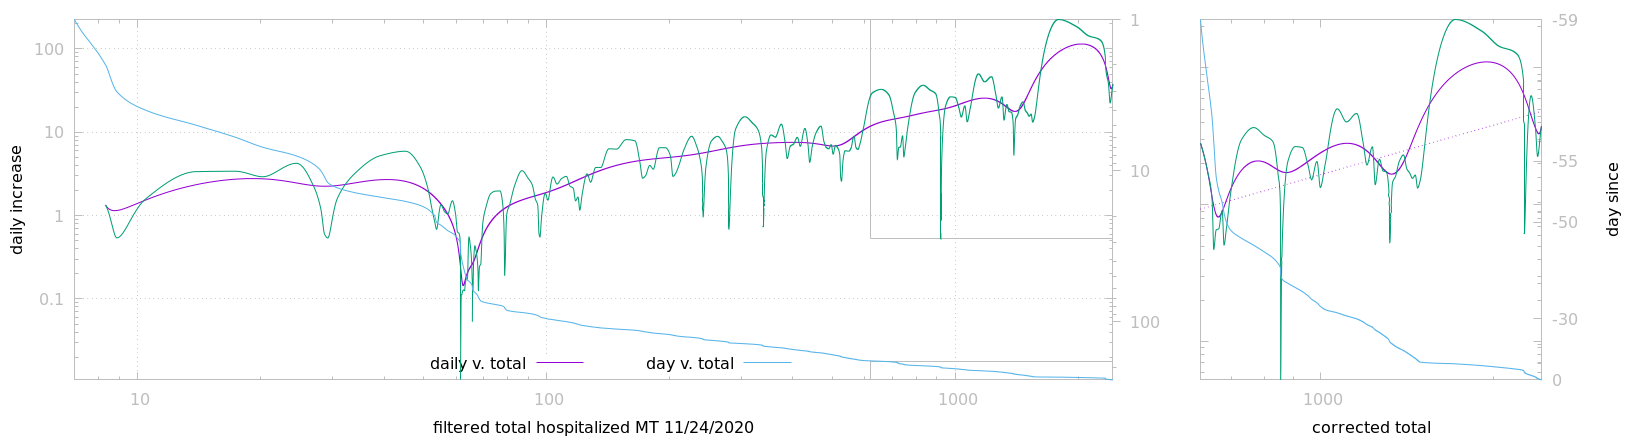 daily increase
100
10
1
0.1
1
10
100
daily v. total
day v. total
10
100
1000
filtered total hospitalized MT 11/24/2020
-59
-55
-50
-30
0
day since
1000
corrected total